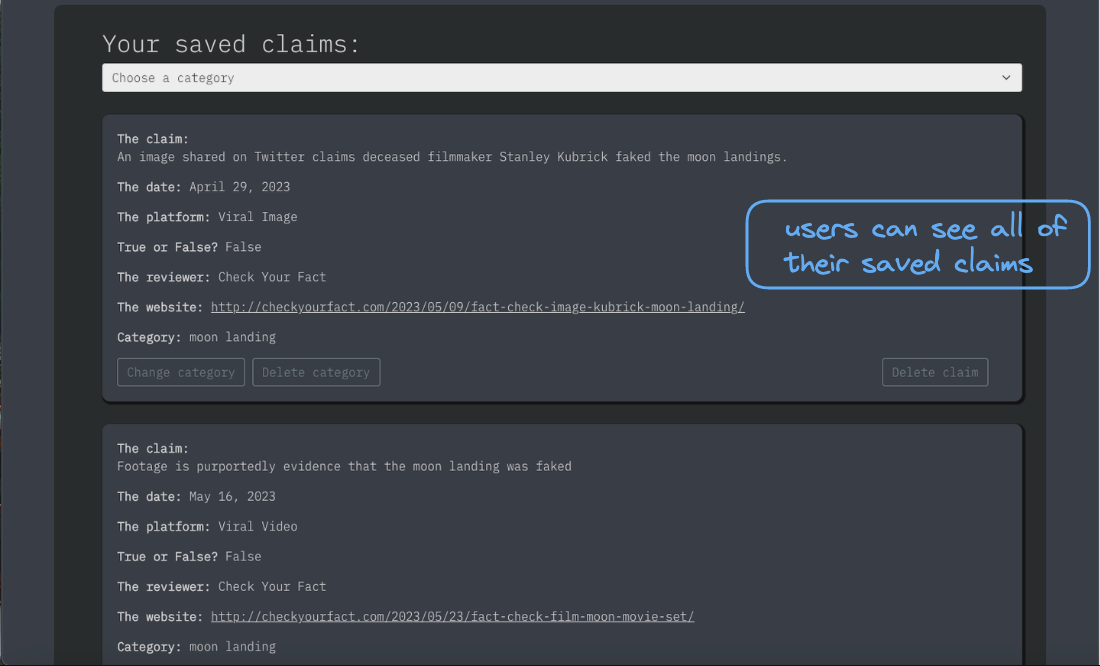 Your saved claims:
Choose a category
The claim:
An image shared on Twitter claims deceased filmmaker Stanley Kubrick faked the moon landings.
The date: April 29, 2023
The platform: Viral Image
users can see all of
their saved claims
True or False? False
The reviewer: Check Your Fact
The website: http://checkyourfact.com/2023/05/09/fact-check-image-kubrick-moon-landing/
Category: moon landing
Change category Delete category Delete claim
The claim:
Footage is purportedly evidence that the moon landing was faked
The date: May 16, 2023
The platform: Viral Video
True or False? False
The reviewer: Check Your Fact
The website: http://checkyourfact.com/2023/05/23/fact-check-film-moon-movie-set/
Category: moon landing